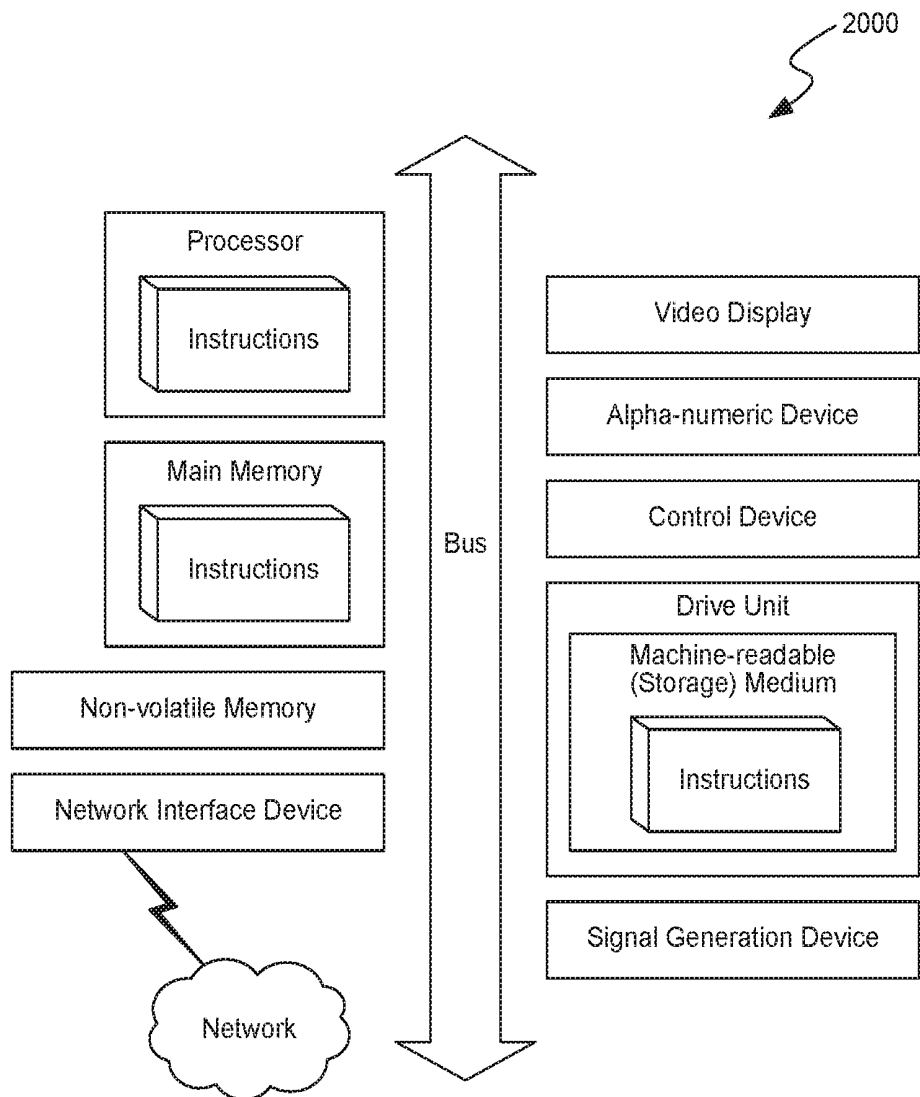 2000
Processor
Instructions
Main Memory
Instructions
Non-volatile Memory
Network Interface Device
Network
Bus
Video Display
Alpha-numeric Device
Control Device
Drive Unit
Machine-readable
(Storage) Medium
Instructions
Signal Generation Device